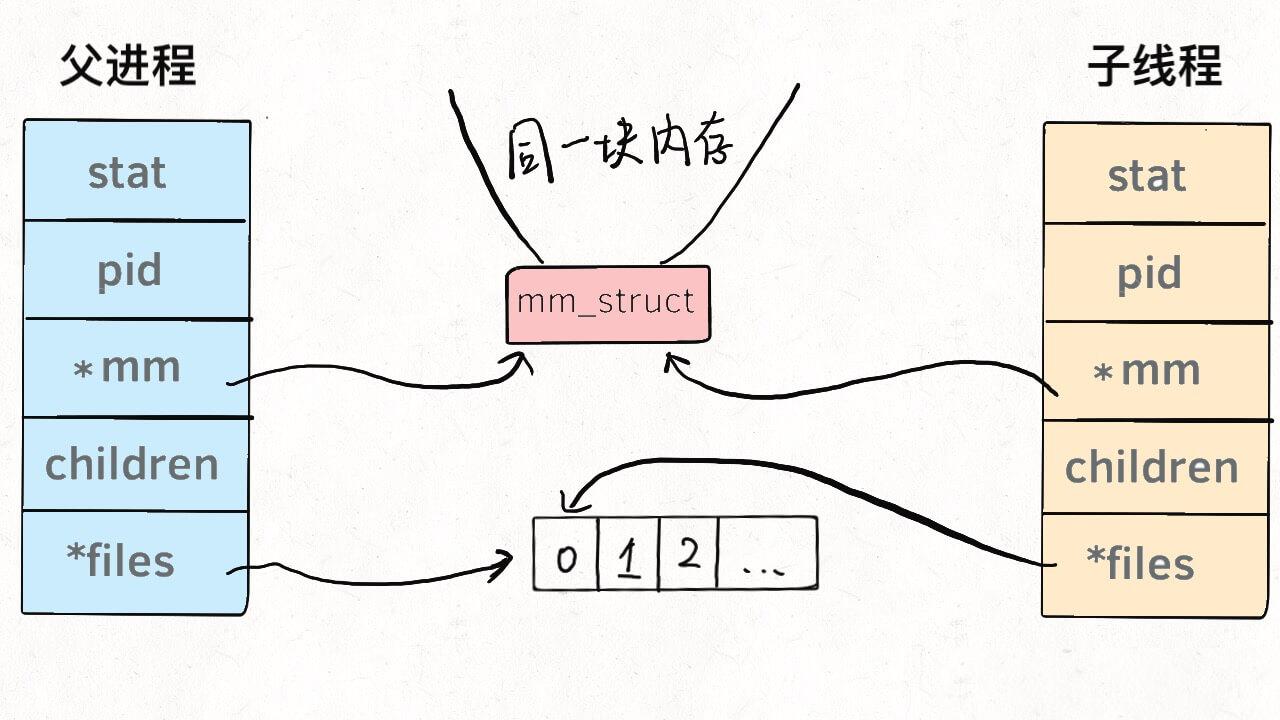 父进程
stat
pid
*mm
children
*files
同一块内存
mm_struct
0 1 2 ...
子线程
stat
pid
*mm
children
*files